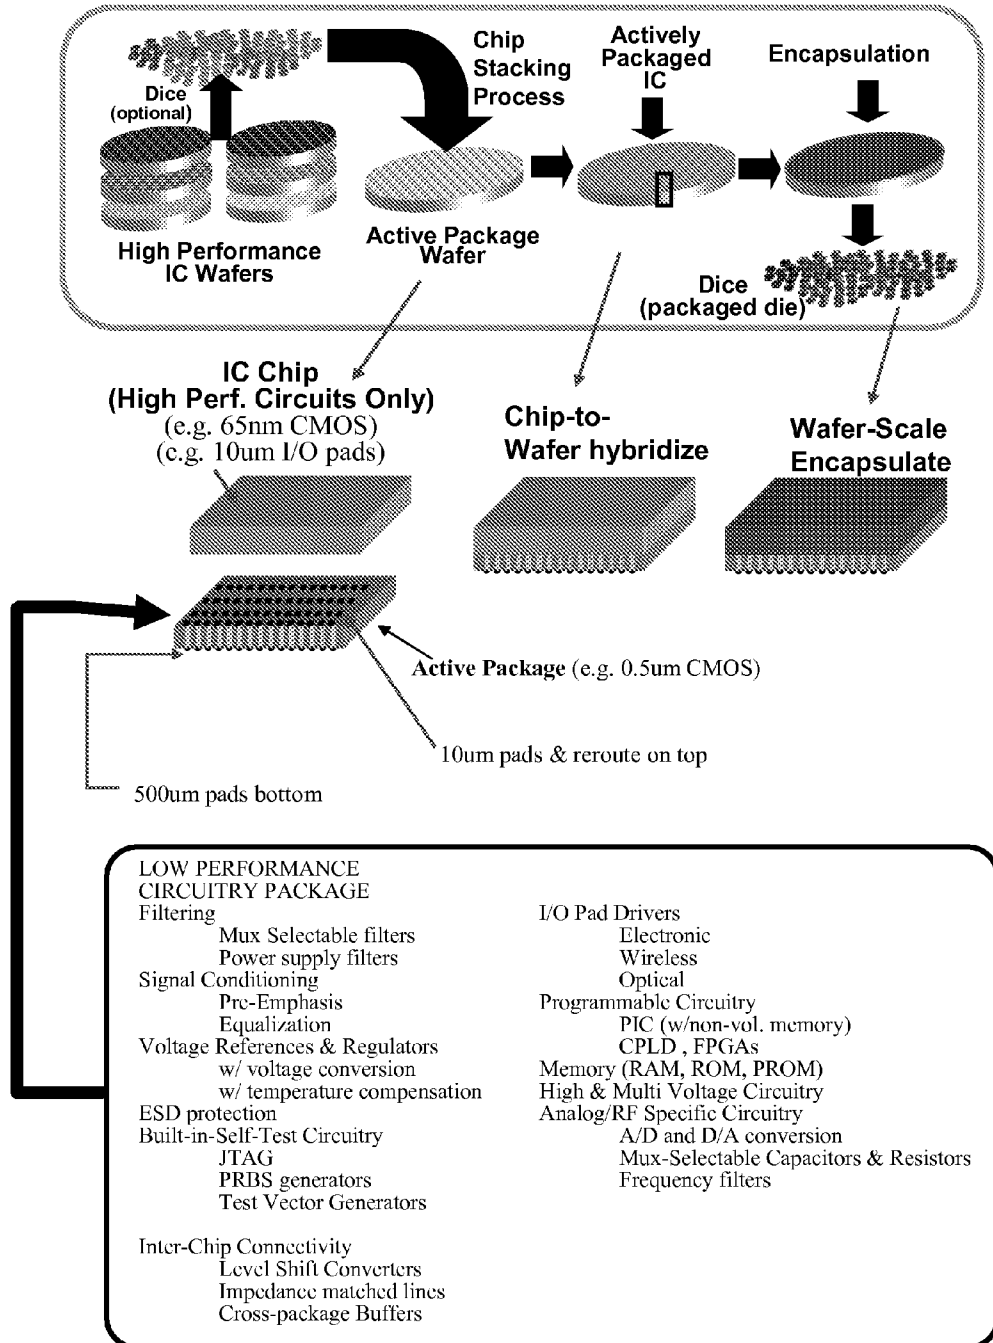 Dice
(optional)
Chip
Stacking
Process
Actively
Packaged
IC
Encapsulation
High Performance
IC Wafers
Active Package
Wafer
Dice
(packaged die)
IC Chip
(High Perf. Circuits Only)
(e.g. 65nm CMOS)
(e.g. 10um I/O pads)
Chip-to-
Wafer hybridize
Wafer-Scale
Encapsulate
Active Package (e.g. 0.5um CMOS)
10um pads & reroute on top
500um pads bottom
LOW PERFORMANCE
CIRCUITRY PACKAGE
Filtering
Mux Selectable filters
Power supply filters
Signal Conditioning
Pre-Emphasis
Equalization
Voltage References & Regulators
w/ voltage conversion
w/ temperature compensation
ESD protection
Built-in-Self-Test Circuitry
JTAG
PRBS generators
Test Vector Generators
Inter-Chip Connectivity
Level Shift Converters
Impedance matched lines
Cross-package Buffers
I/O Pad Drivers
Electronic
Wireless
Optical
Programmable Circuitry
PIC (w/non-vol. memory)
CPLD , FPGAs
Memory (RAM, ROM, PROM)
High & Multi Voltage Circuitry
Analog/RF Specific Circuitry
A/D and D/A conversion
Mux-Selectable Capacitors & Resistors
Frequency filters